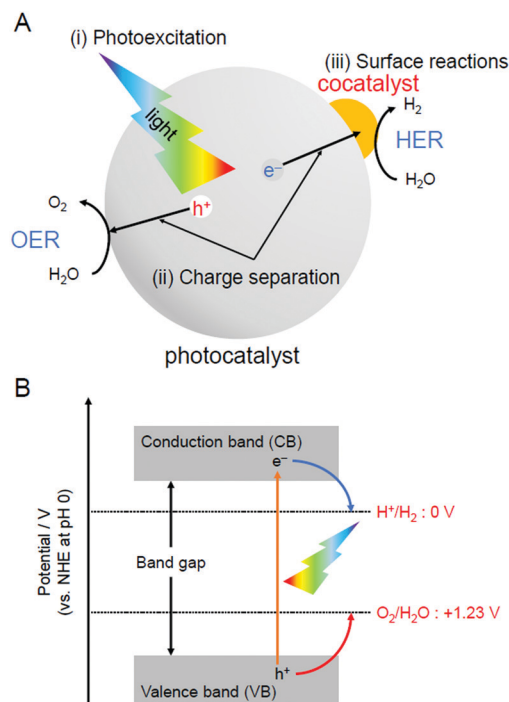 A
(i) Photoexcitation
(iii) Surface reactions
cocatalyst
H₂
light
HER
e⁻
H₂O
O₂
h⁺
OER
H₂O
(ii) Charge separation
photocatalyst
B
Potential / V
(vs. NHE at pH 0)
Conduction band (CB)
e⁻
H⁺/H₂ : 0 V
Band gap
O₂/H₂O : +1.23 V
h⁺
Valence band (VB)